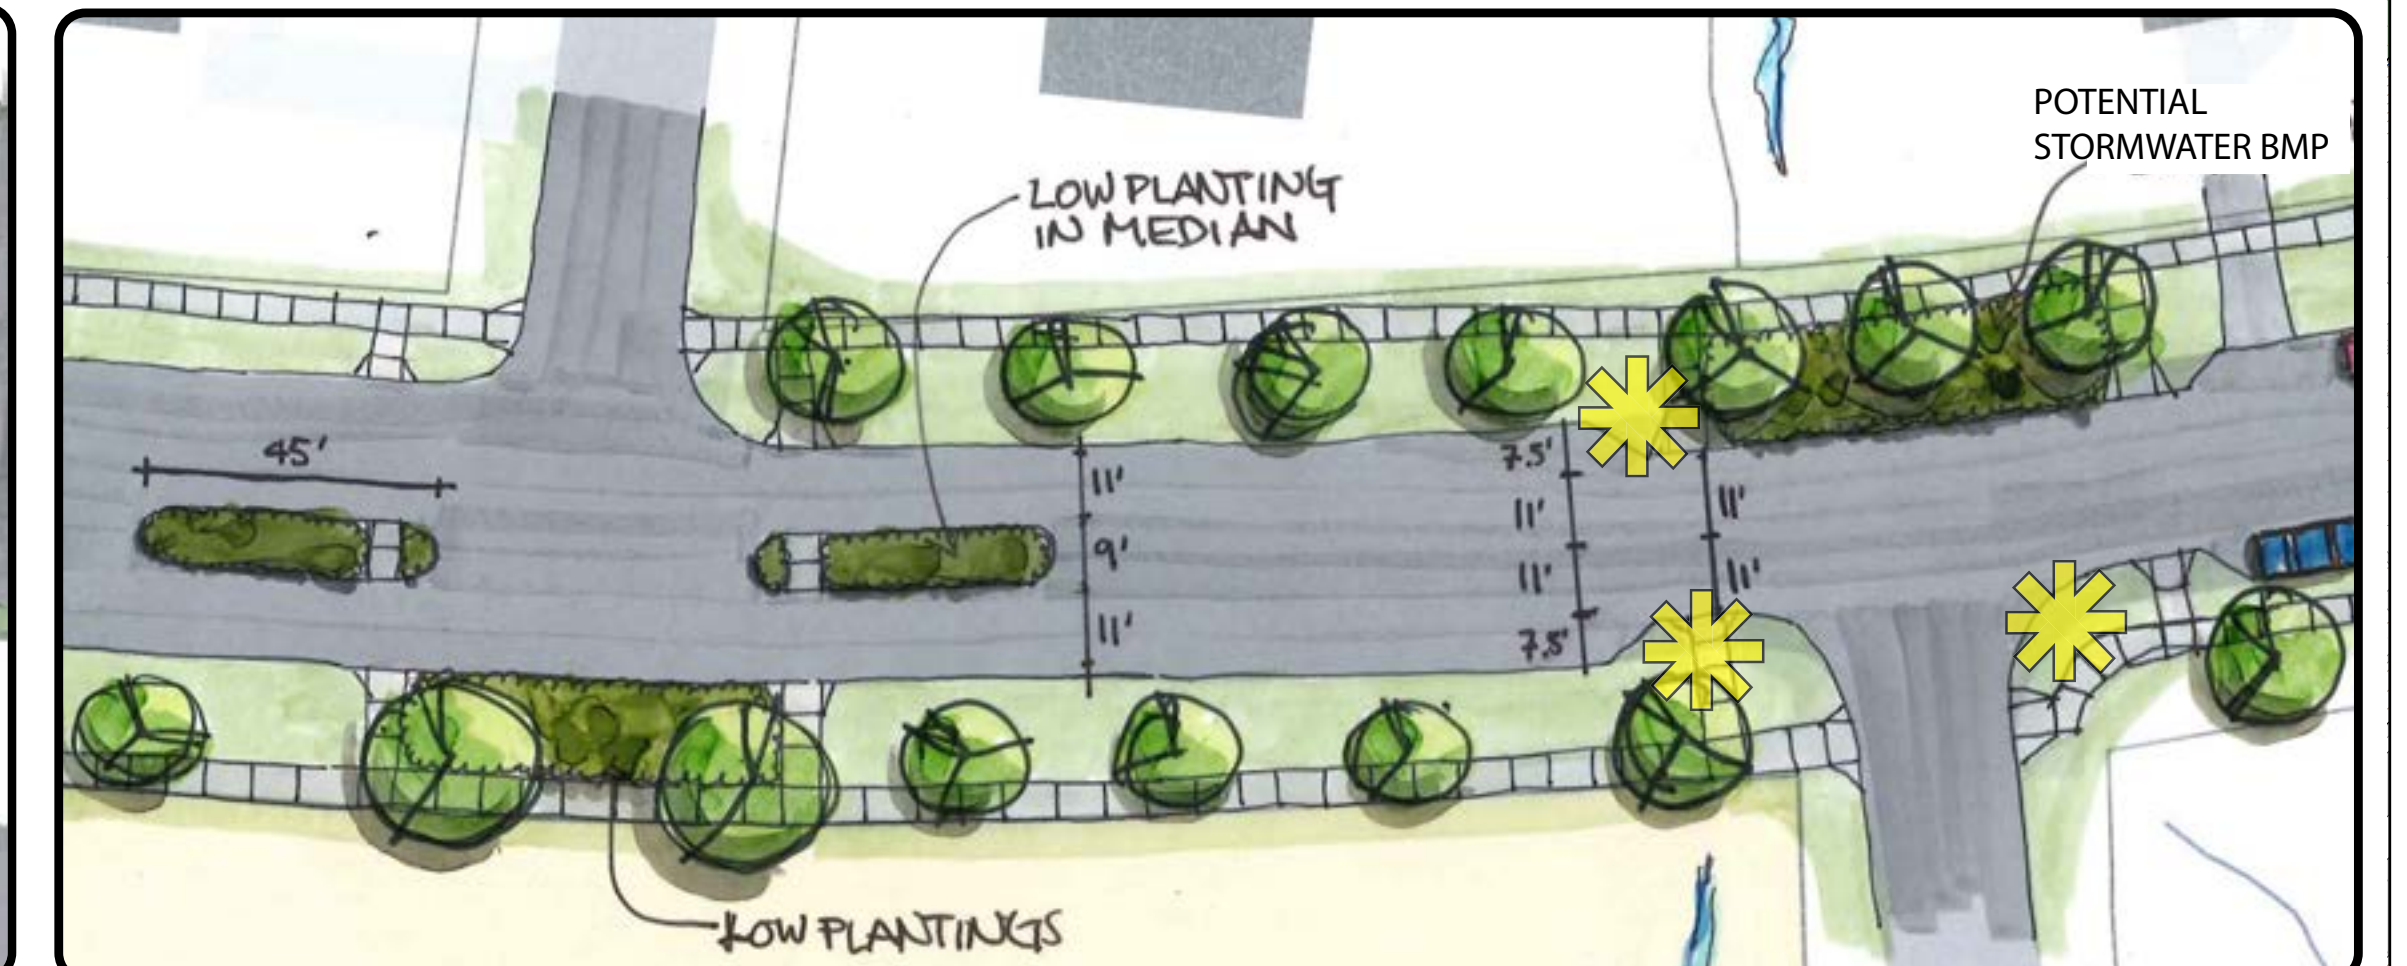 POTENTIAL
STORMWATER BMP
LOW PLANTING
IN MEDIAN
45'
11'
9'
11'
7.5'
11'
11'
7.5'
11'
11'
LOW PLANTINGS